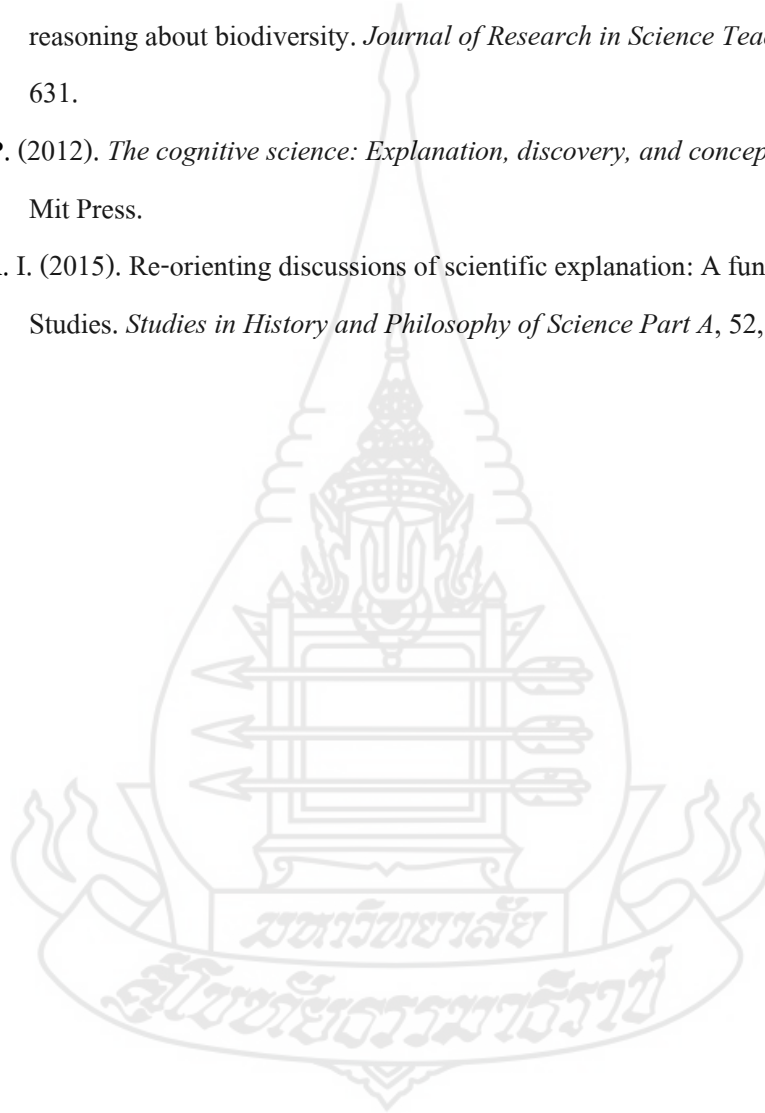 reasoning about biodiversity. Journal of Research in Science Tea
631.
P. (2012). The cognitive science: Explanation, discovery, and concep
Mit Press.
I. (2015). Re-orienting discussions of scientific explanation: A fun
Studies. Studies in History and Philosophy of Science Part A, 52,
มหาวิทยาลัย
สุโขทัยธรรมาธิราช